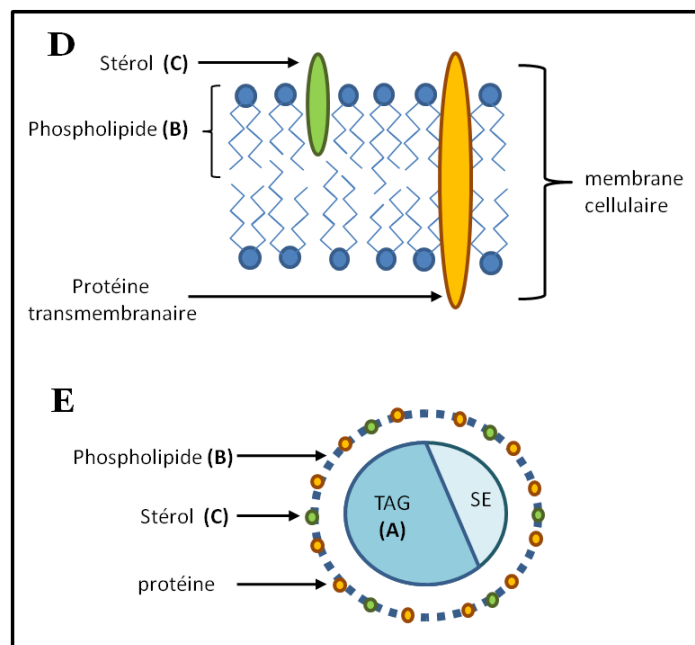 D
Stérol (C)
Phospholipide (B)
membrane
cellulaire
Protéine
transmembranaire
E
Phospholipide (B)
TAG
(A)
SE
Stérol (C)
protéine